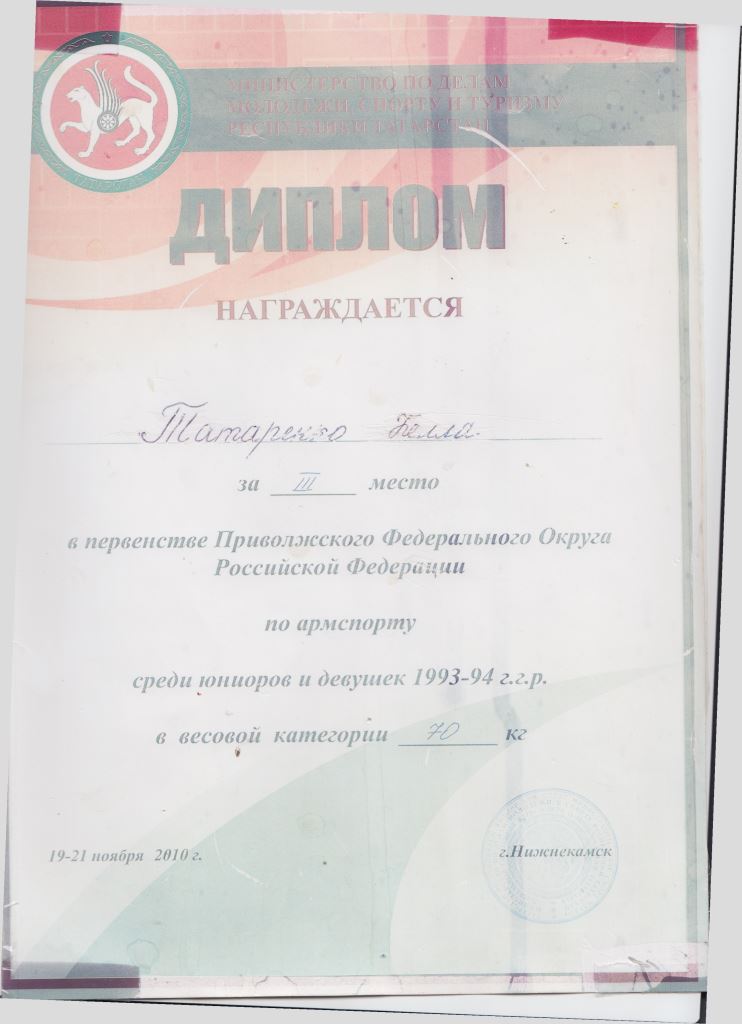 МИНИСТЕРСТВО ПО ДЕЛАМ
МОЛОДЕЖИ, СПОРТУ И ТУРИЗМУ
РЕСПУБЛИКИ ТАТАРСТАН
ТАТАРСТАН
ДИПЛОМ
НАГРАЖДАЕТСЯ
Татаренко Белла
за III место
в первенстве Приволжского Федерального Округа
Российской Федерации
по армспорту
среди юниоров и девушек 1993-94 г.г.р.
в весовой категории 70 кг
19-21 ноября 2010 г.
г.Нижнекамск